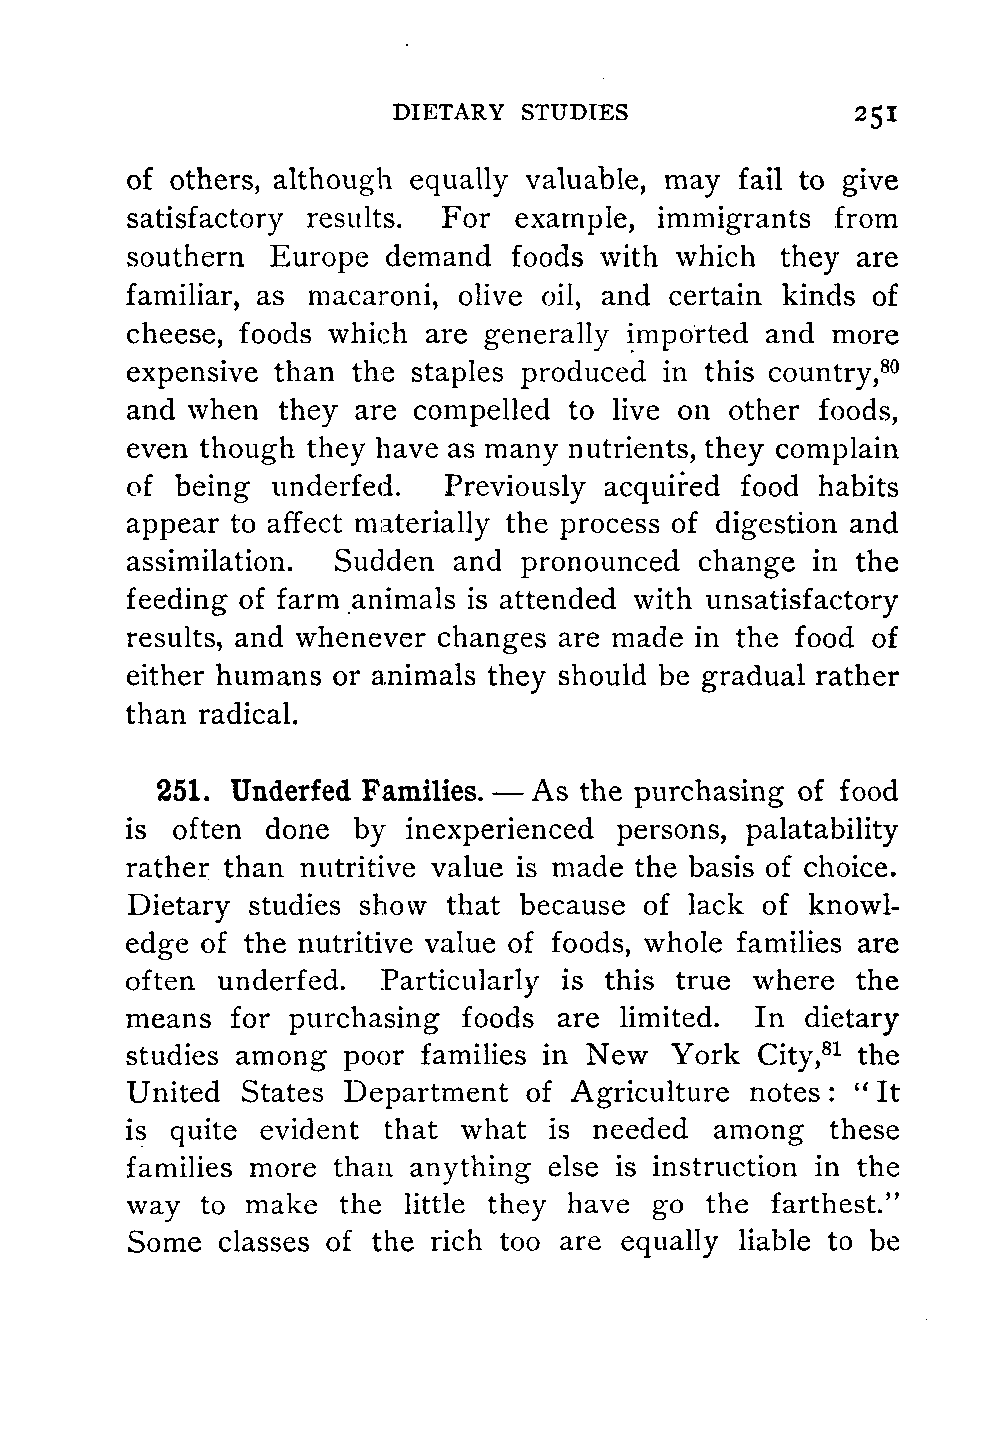 DIETARY STUDIES 251
of others, although equally valuable, may fail to give
satisfactory results. For example, immigrants from
southern Europe demand foods with which they are
familiar, as macaroni, olive oil, and certain kinds of
cheese, foods which are generally imported and more
expensive than the staples produced in this country,⁸⁰
and when they are compelled to live on other foods,
even though they have as many nutrients, they complain
of being underfed. Previously acquired food habits
appear to affect materially the process of digestion and
assimilation. Sudden and pronounced change in the
feeding of farm animals is attended with unsatisfactory
results, and whenever changes are made in the food of
either humans or animals they should be gradual rather
than radical.
251. Underfed Families. — As the purchasing of food
is often done by inexperienced persons, palatability
rather than nutritive value is made the basis of choice.
Dietary studies show that because of lack of knowl-
edge of the nutritive value of foods, whole families are
often underfed. Particularly is this true where the
means for purchasing foods are limited. In dietary
studies among poor families in New York City,⁸¹ the
United States Department of Agriculture notes: “It
is quite evident that what is needed among these
families more than anything else is instruction in the
way to make the little they have go the farthest.”
Some classes of the rich too are equally liable to be